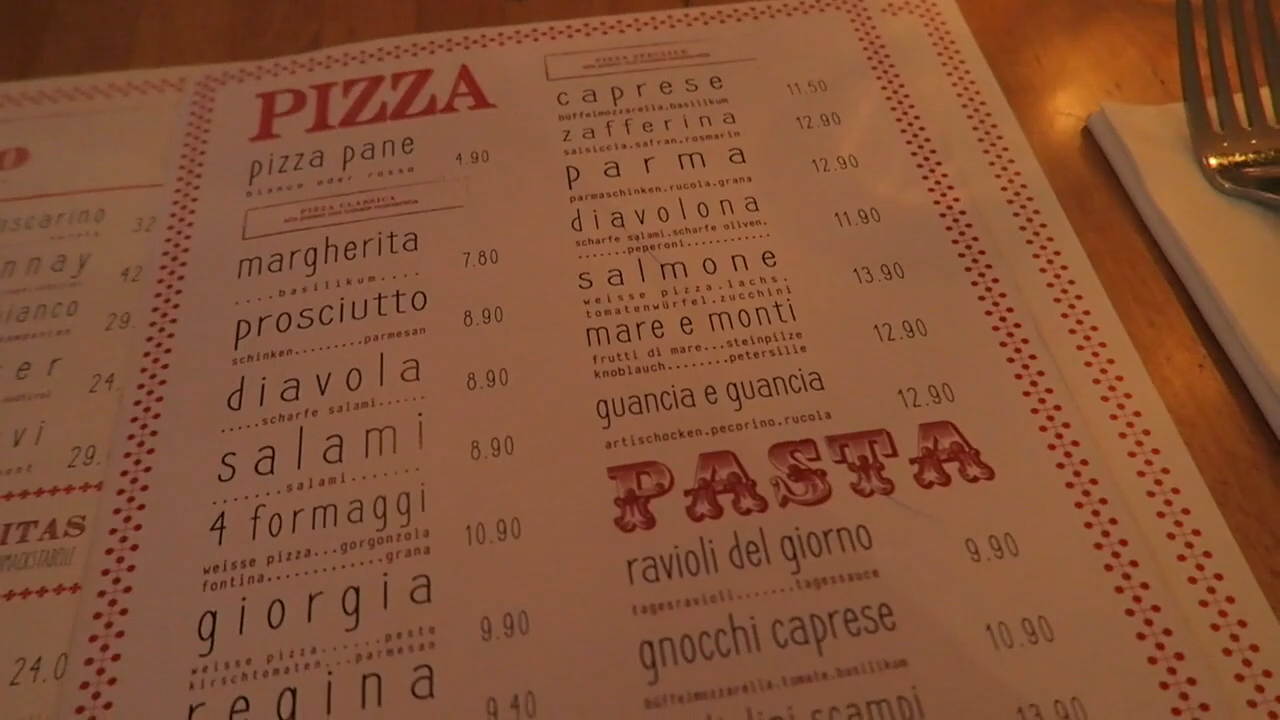 32
nnay 42
ianco 29.
er 24.
vi 29.
ITAS
24.0
PIZZA
pizza pane 4.90
bianco oder rosso
PIZZA CLASSICA
margherita 7.80
....basilikum....
prosciutto 8.90
schinken.........parmesan
diavola 8.90
.....scharfe salami......
salami 8.90
.......salami.......
4 formaggi 10.90
weisse pizza...gorgonzola
fontina............grana
giorgia 9.90
weisse pizza......pesto
kirschtomaten...parmesan
regina 9.40
PIZZA SPECIALE
caprese 11.50
büffelmozzarella.basilikum
zafferina 12.90
salsiccia.safran.rosmarin
parma 12.90
parmaschinken.rucola.grana
diavolona 11.90
scharfe salami.scharfe oliven.
.......peperoni...........
salmone 13.90
weisse pizza.lachs.
tomatenwürfel.zucchini
mare e monti 12.90
frutti di mare...steinpilze
knoblauch.......petersilie
guancia e guancia 12.90
artischocken.pecorino.rucola
PASTA
ravioli del giorno 9.90
tagesravioli.......tagessauce
gnocchi caprese 10.90
büffelmozzarella.tomate.basilikum
scampi 13.90